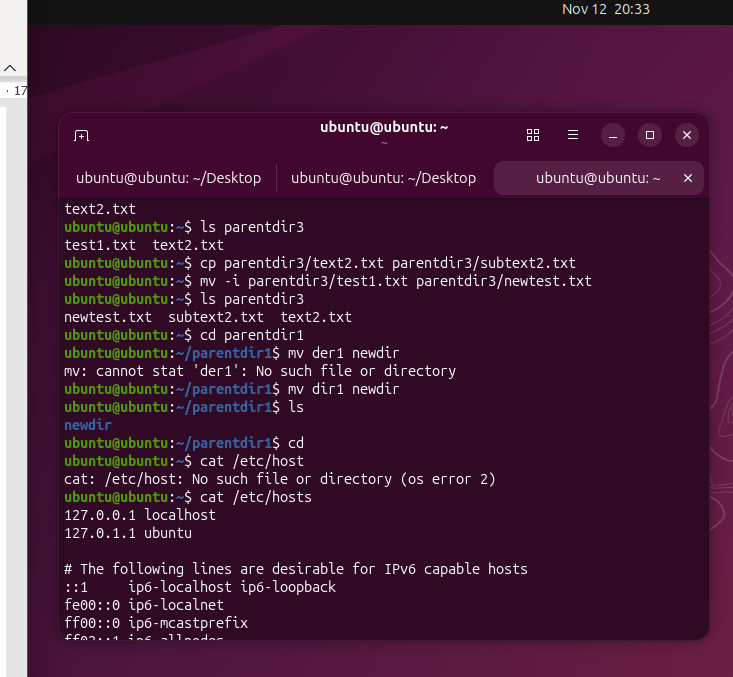 Nov 12 20:33
· 17
ubuntu@ubuntu: ~
~
ubuntu@ubuntu: ~/Desktop
ubuntu@ubuntu: ~/Desktop
ubuntu@ubuntu: ~
text2.txt
ubuntu@ubuntu:~$ ls parentdir3
test1.txt  text2.txt
ubuntu@ubuntu:~$ cp parentdir3/text2.txt parentdir3/subtext2.txt
ubuntu@ubuntu:~$ mv -i parentdir3/test1.txt parentdir3/newtest.txt
ubuntu@ubuntu:~$ ls parentdir3
newtest.txt  subtext2.txt  text2.txt
ubuntu@ubuntu:~$ cd parentdir1
ubuntu@ubuntu:~/parentdir1$ mv der1 newdir
mv: cannot stat 'der1': No such file or directory
ubuntu@ubuntu:~/parentdir1$ mv dir1 newdir
ubuntu@ubuntu:~/parentdir1$ ls
newdir
ubuntu@ubuntu:~/parentdir1$ cd
ubuntu@ubuntu:~$ cat /etc/host
cat: /etc/host: No such file or directory (os error 2)
ubuntu@ubuntu:~$ cat /etc/hosts
127.0.0.1 localhost
127.0.1.1 ubuntu
# The following lines are desirable for IPv6 capable hosts
::1     ip6-localhost ip6-loopback
fe00::0 ip6-localnet
ff00::0 ip6-mcastprefix
ff02::1 ip6-allnodes